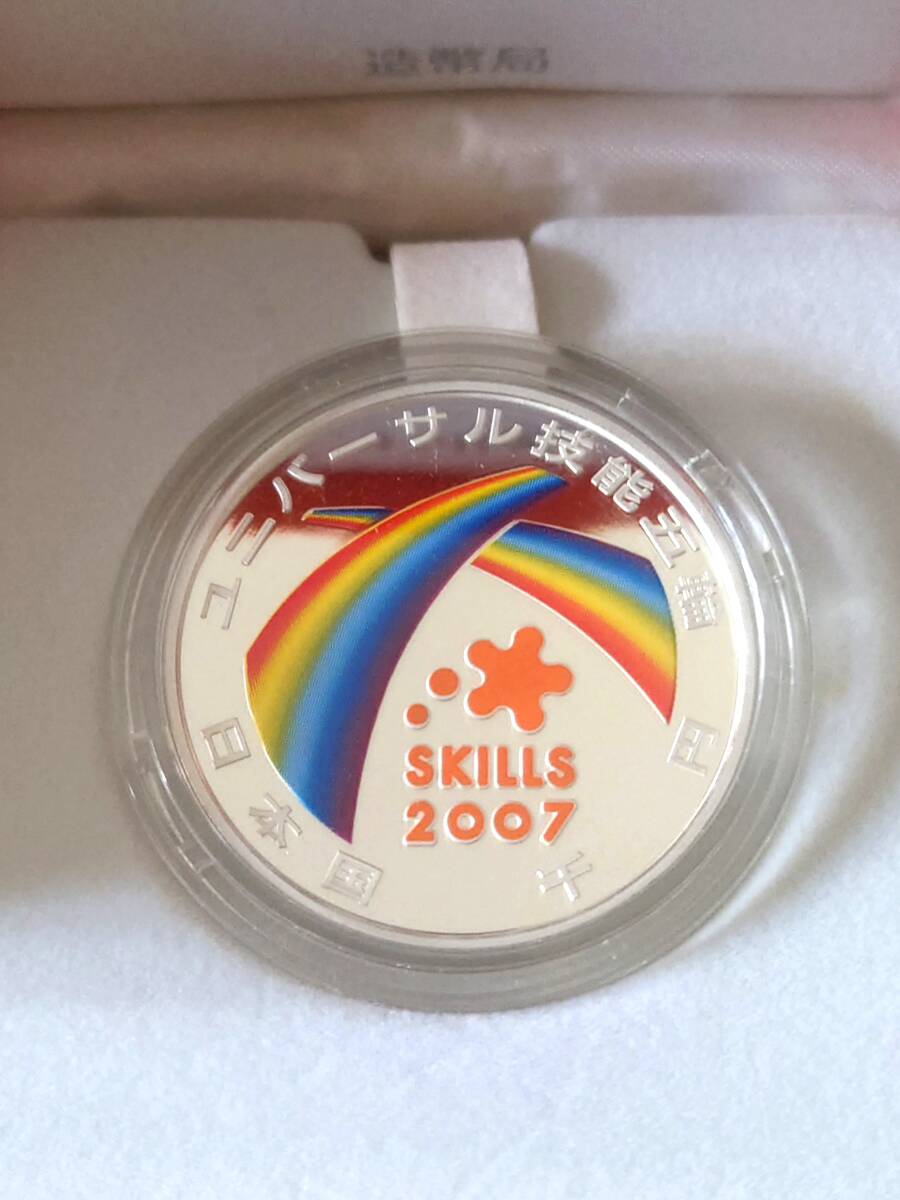 造幣局
ユニバーサル技能五輪
SKILLS
2007
日本国
千円